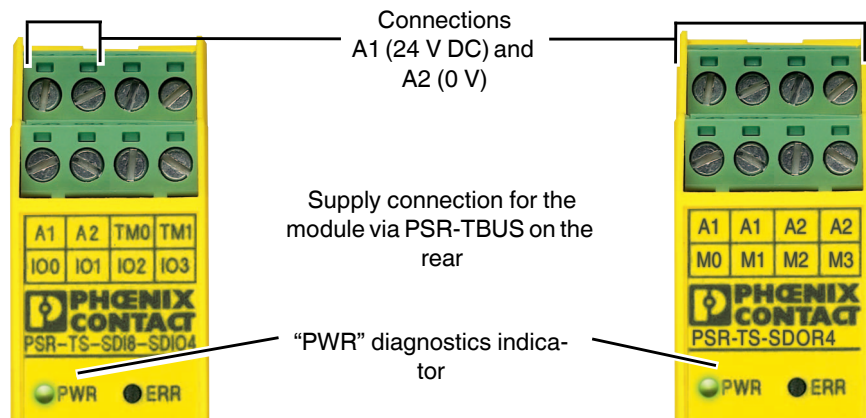 Connections
A1 (24 V DC) and
A2 (0 V)
Supply connection for the
module via PSR-TBUS on the
rear
“PWR” diagnostics indica-
tor
A1 A2 TM0 TM1
IO0 IO1 IO2 IO3
PHŒNIX
CONTACT
PSR-TS-SDI8-SDIO4
PWR ERR
A1 A1 A2 A2
M0 M1 M2 M3
PHŒNIX
CONTACT
PSR-TS-SDOR4
PWR ERR